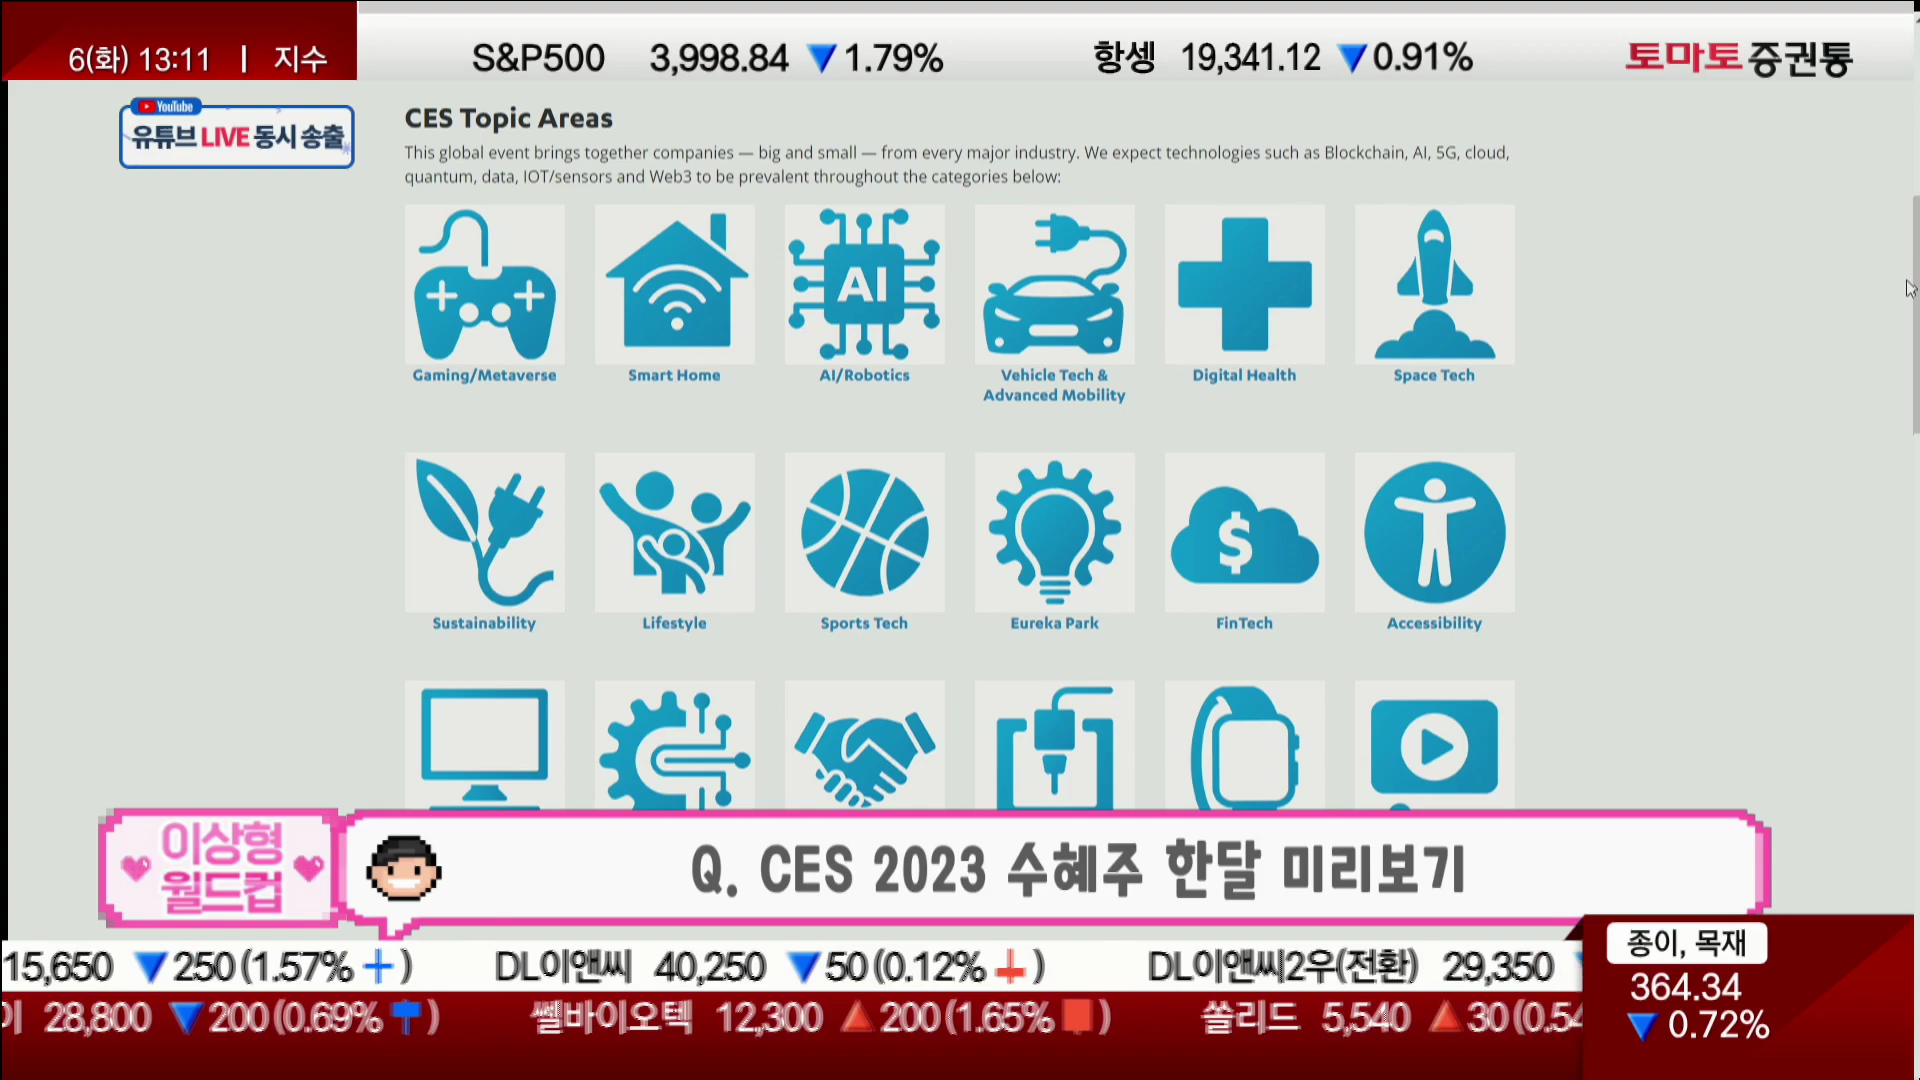 6(화) 13:11 | 지수
S&P500 3,998.84 ▼1.79%
항셍 19,341.12 ▼0.91%
토마토증권통
YouTube
유튜브 LIVE 동시 송출
CES Topic Areas
This global event brings together companies — big and small — from every major industry. We expect technologies such as Blockchain, AI, 5G, cloud,
quantum, data, IOT/sensors and Web3 to be prevalent throughout the categories below:
AI
Gaming/Metaverse
Smart Home
AI/Robotics
Vehicle Tech &
Advanced Mobility
Digital Health
Space Tech
$
Sustainability
Lifestyle
Sports Tech
Eureka Park
FinTech
Accessibility
이상형
월드컵
Q. CES 2023 수혜주 한달 미리보기
15,650 ▼250(1.57%) DL이앤씨 40,250 ▼50(0.12%) DL이앤씨2우(전환) 29,350
28,800 ▼200(0.69%) 쎌바이오텍 12,300 ▲200(1.65%) 쏠리드 5,540 ▲30(0.54
종이, 목재
364.34
▼ 0.72%